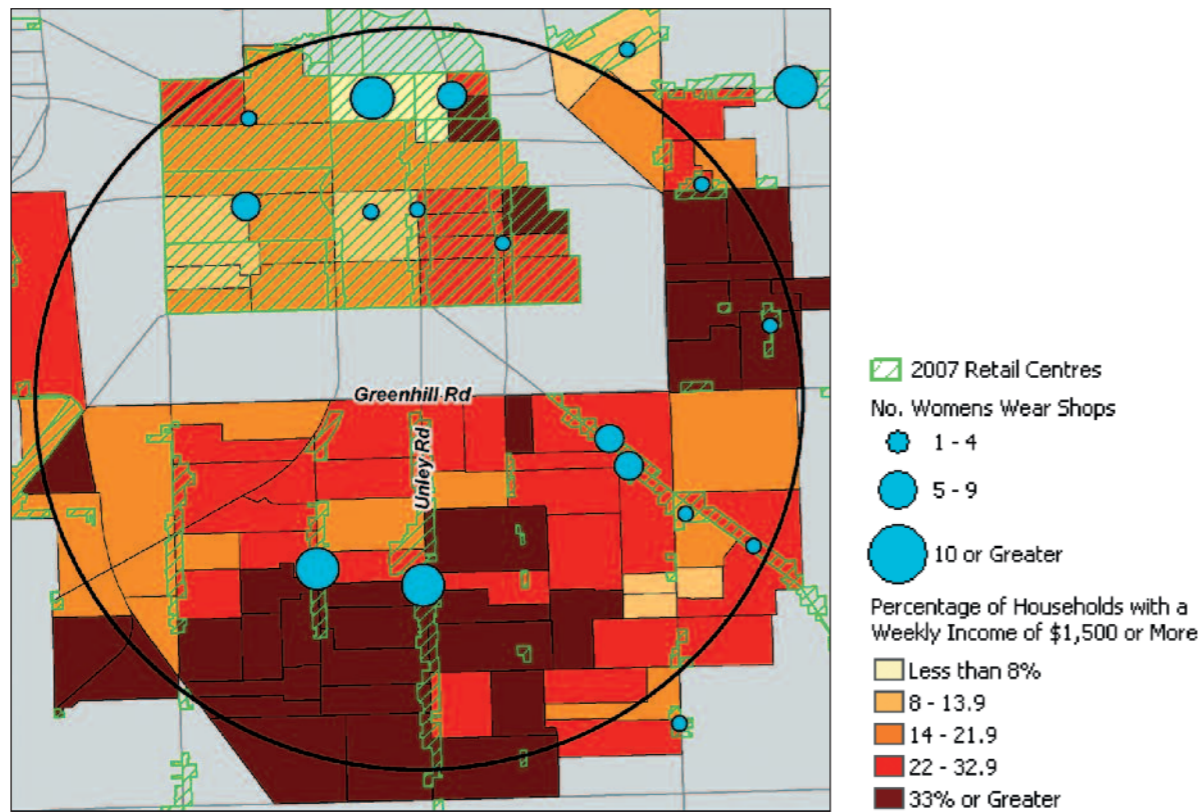 Greenhill Rd
Unley Rd
2007 Retail Centres
No. Womens Wear Shops
1 - 4
5 - 9
10 or Greater
Percentage of Households with a
Weekly Income of $1,500 or More
Less than 8%
8 - 13.9
14 - 21.9
22 - 32.9
33% or Greater